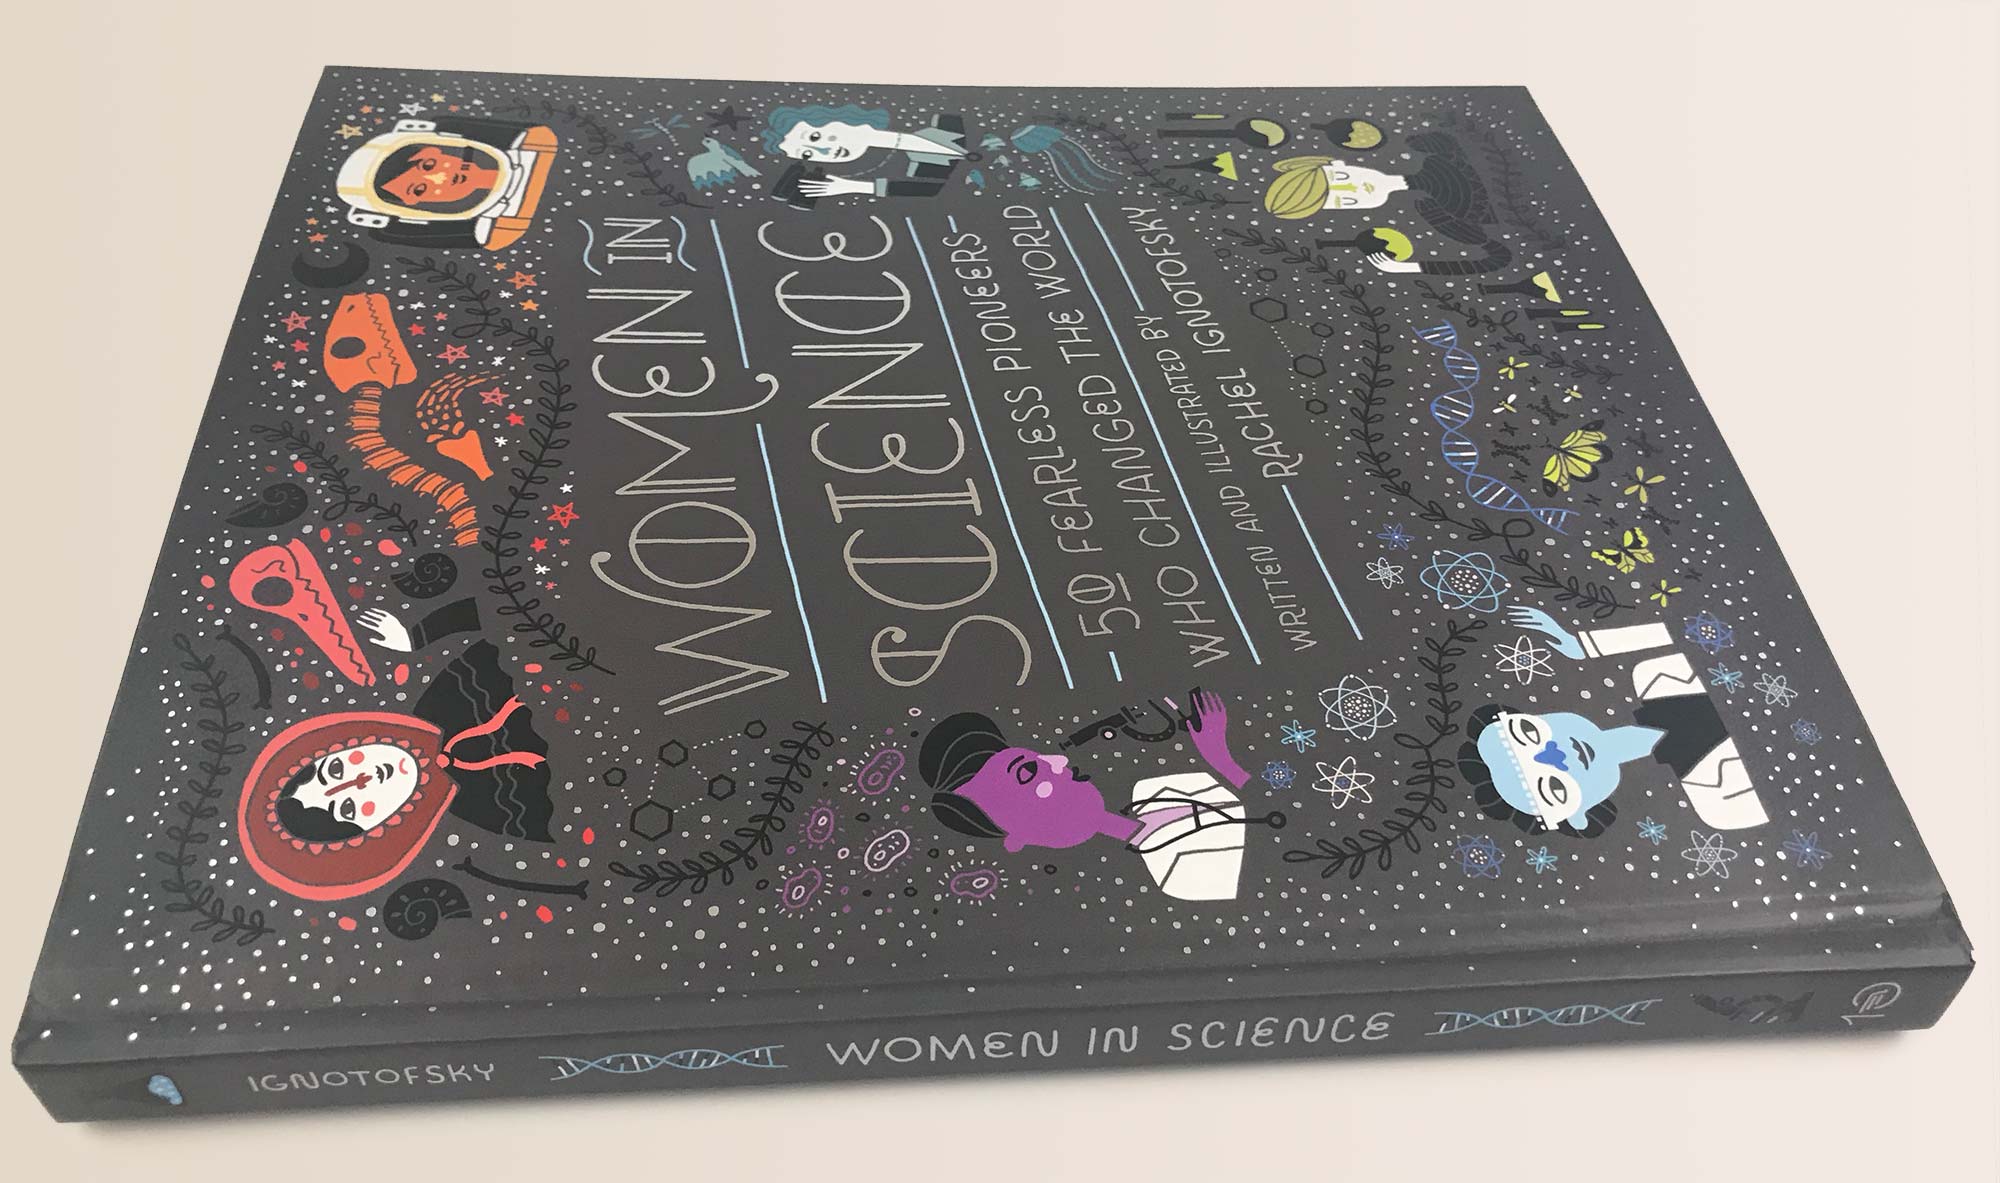 WOMEN IN
SCIENCE
- 50 FEARLESS PIONEERS -
WHO CHANGED THE WORLD
WRITTEN AND ILLUSTRATED BY
RACHEL IGNOTOFSKY
IGNOTOFSKY WOMEN IN SCIENCE